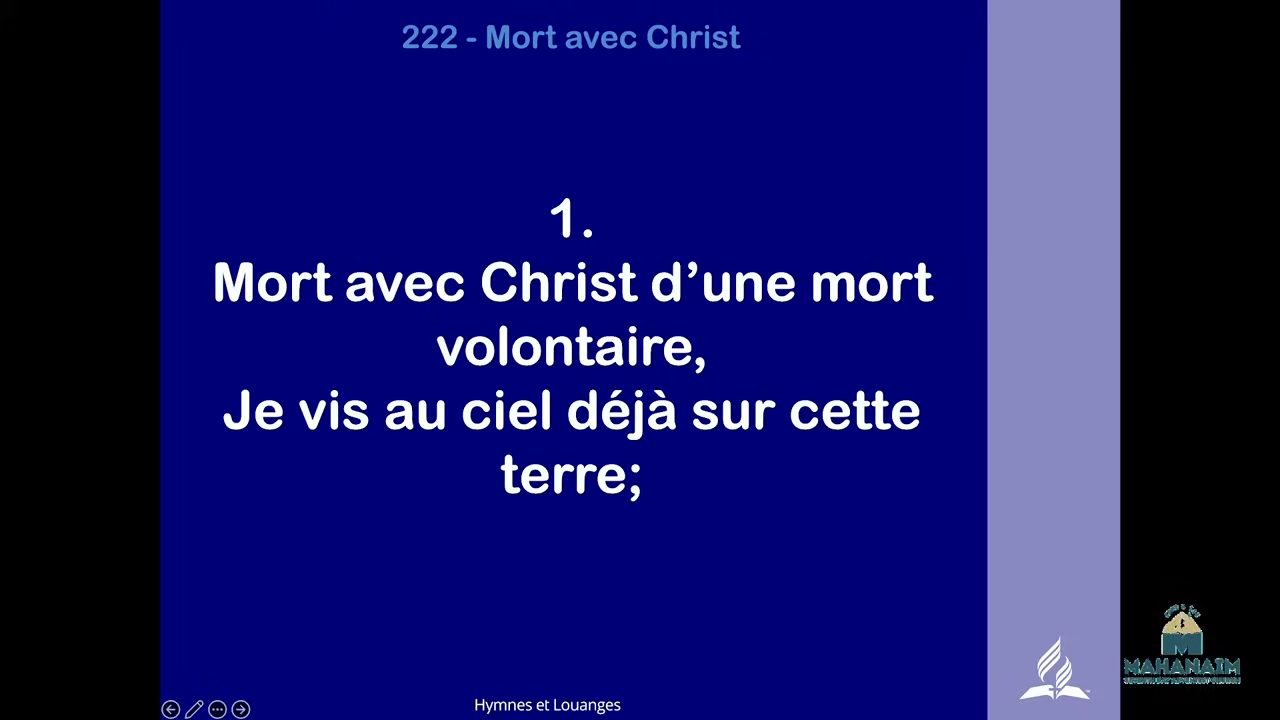 222 - Mort avec Christ
1.
Mort avec Christ d’une mort
volontaire,
Je vis au ciel déjà sur cette
terre;
Hymnes et Louanges
MAHANAIM